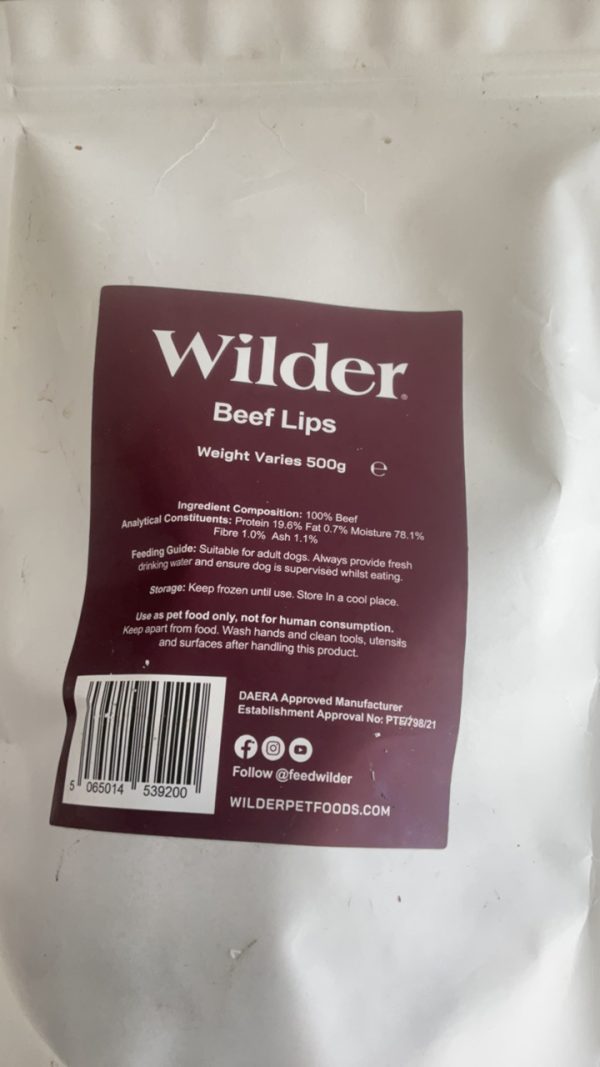 Wilder®
Beef Lips
Weight Varies 500g ℮
Ingredient Composition: 100% Beef
Analytical Constituents: Protein 19.6% Fat 0.7% Moisture 78.1%
Fibre 1.0% Ash 1.1%
Feeding Guide: Suitable for adult dogs. Always provide fresh
drinking water and ensure dog is supervised whilst eating.
Storage: Keep frozen until use. Store In a cool place.
Use as pet food only, not for human consumption.
Keep apart from food. Wash hands and clean tools, utensils
and surfaces after handling this product.
DAERA Approved Manufacturer
Establishment Approval No: PTE/798/21
Follow @feedwilder
WILDERPETFOODS.COM
5 065014 539200